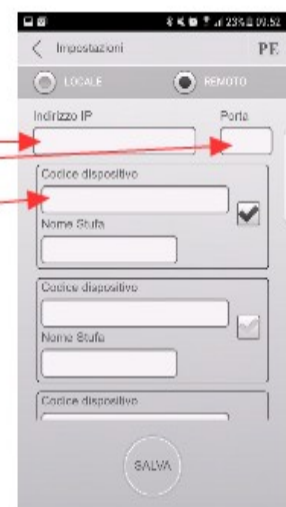 23% 09.52
Impostazioni PE
LOCALE REMOTO
Indirizzo IP Porta
Codice dispositivo
Nome Stufa
Codice dispositivo
Nome Stufa
Codice dispositivo
SALVA